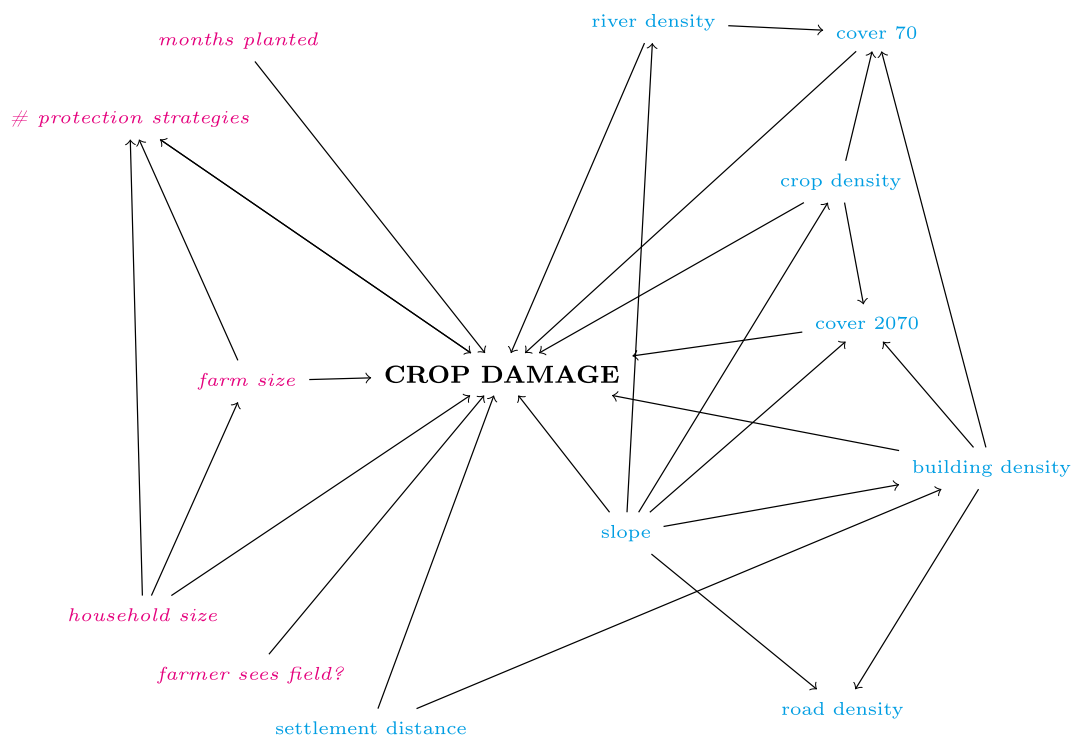 river density
cover 70
months planted
# protection strategies
crop density
cover 2070
CROP DAMAGE
farm size
building density
slope
household size
farmer sees field?
road density
settlement distance